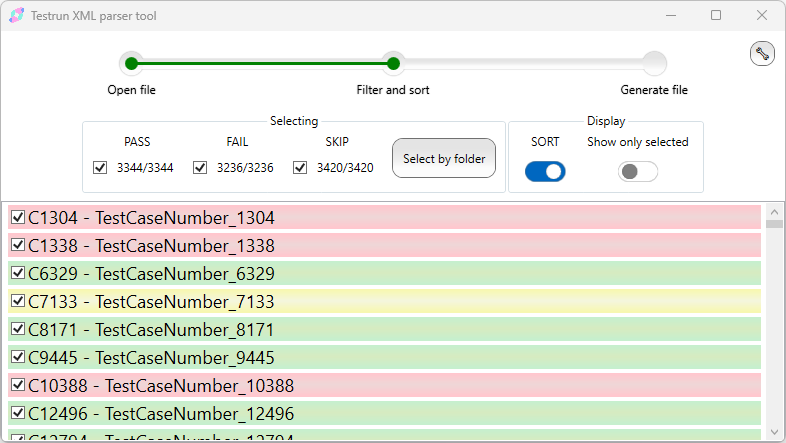 Testrun XML parser tool
Open file
Filter and sort
Generate file
Selecting
Display
PASS
FAIL
SKIP
SORT
Show only selected
3344/3344
3236/3236
3420/3420
Select by folder
C1304 - TestCaseNumber_1304
C1338 - TestCaseNumber_1338
C6329 - TestCaseNumber_6329
C7133 - TestCaseNumber_7133
C8171 - TestCaseNumber_8171
C9445 - TestCaseNumber_9445
C10388 - TestCaseNumber_10388
C12496 - TestCaseNumber_12496
C12794 - TestCaseNumber_12794